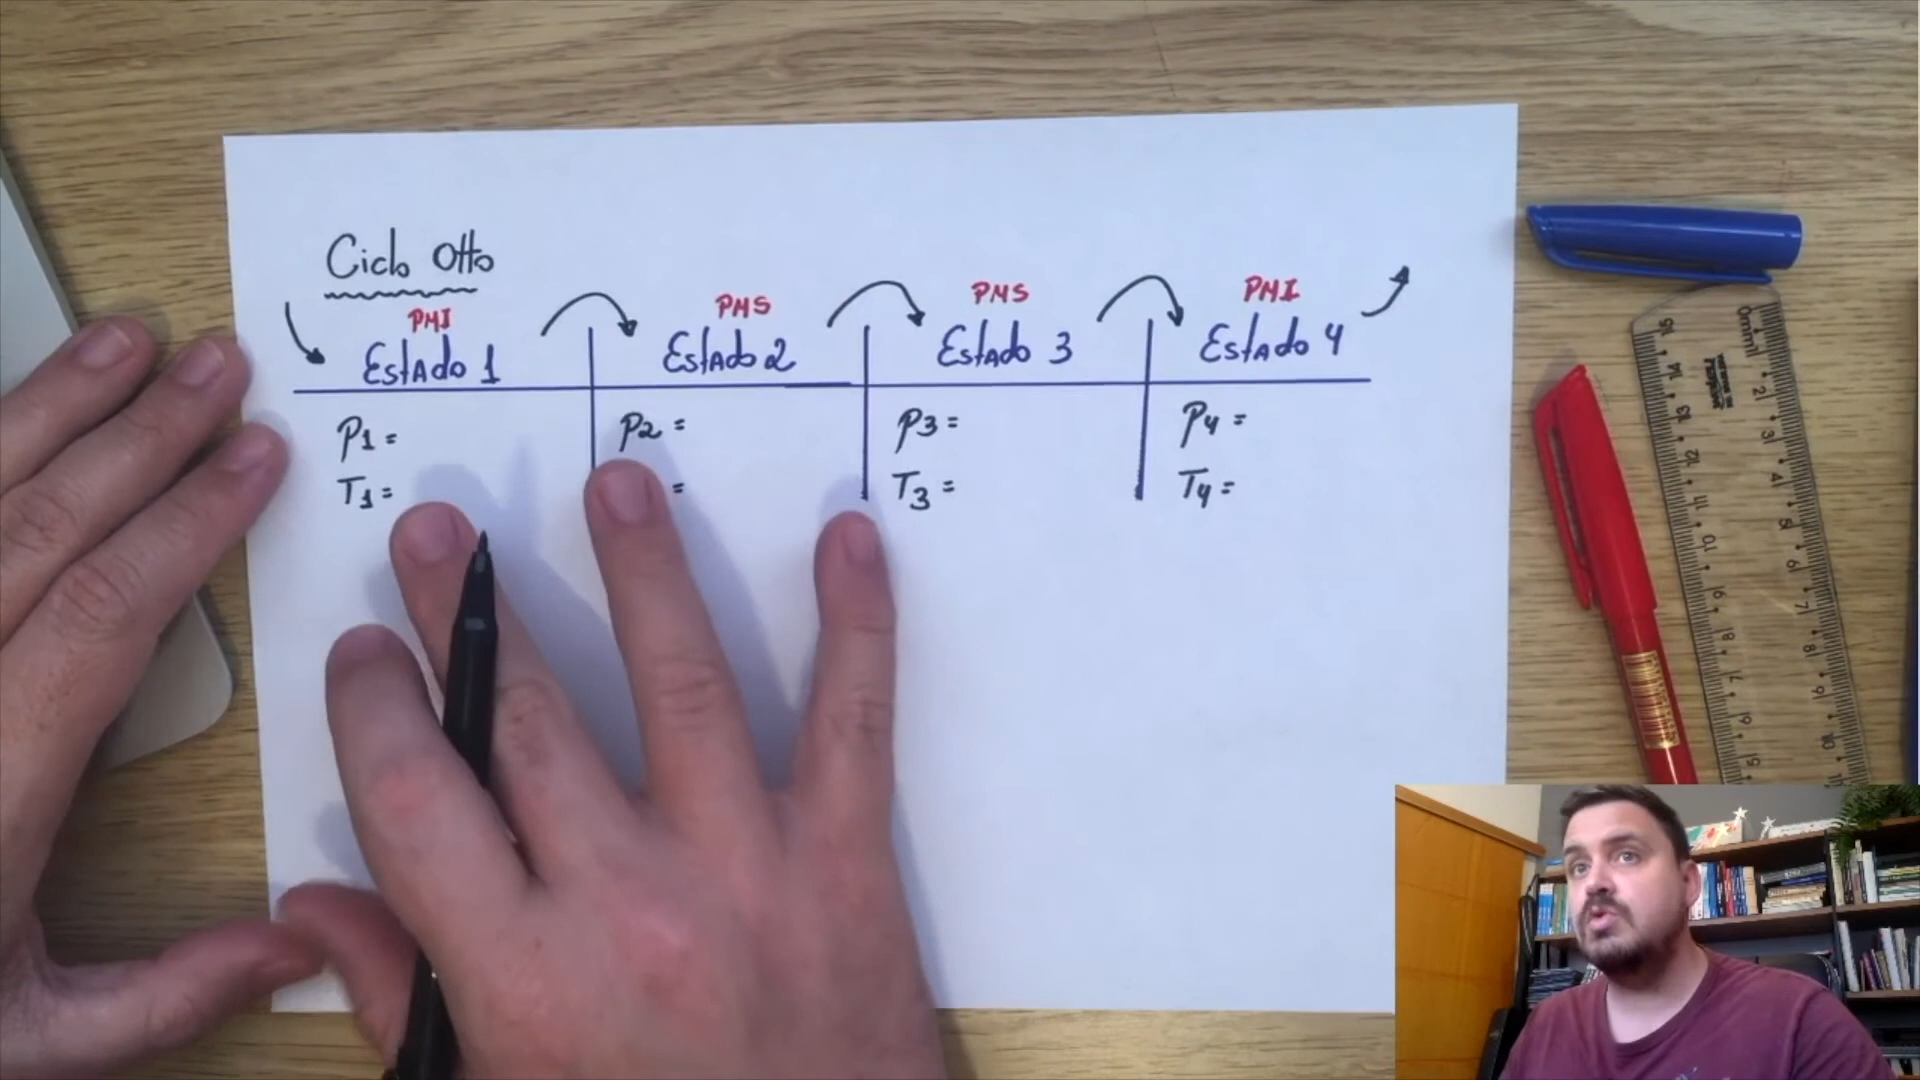 Ciclo Otto
PMI PMS PMS PMI
Estado 1 Estado 2 Estado 3 Estado 4
P1 = P2 = P3 = P4 =
T1 = = T3 = T4 =